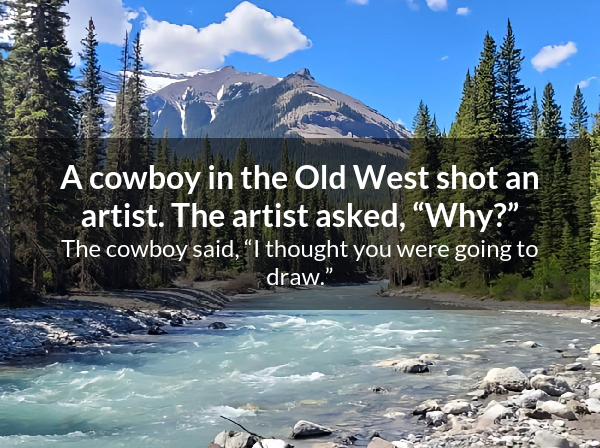 A cowboy in the Old West shot an
artist. The artist asked, “Why?”
The cowboy said, “I thought you were going to
draw.”